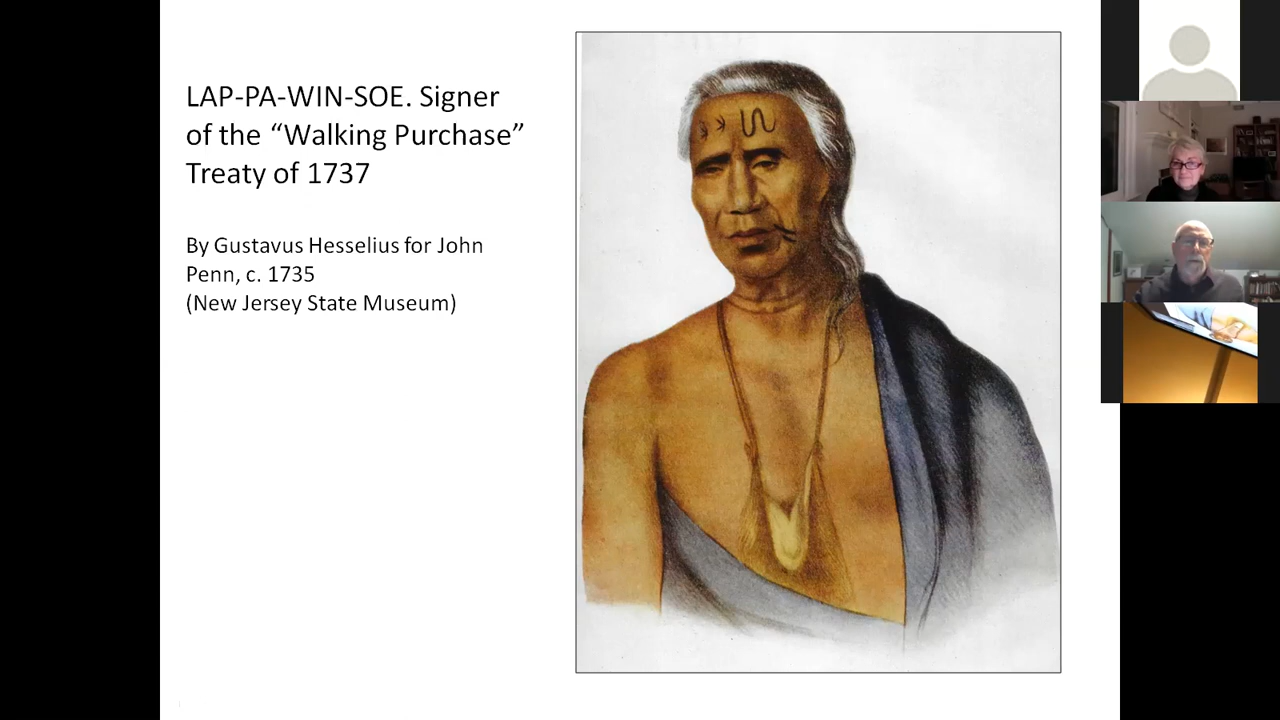 LAP-PA-WIN-SOE. Signer
of the “Walking Purchase”
Treaty of 1737
By Gustavus Hesselius for John
Penn, c. 1735
(New Jersey State Museum)